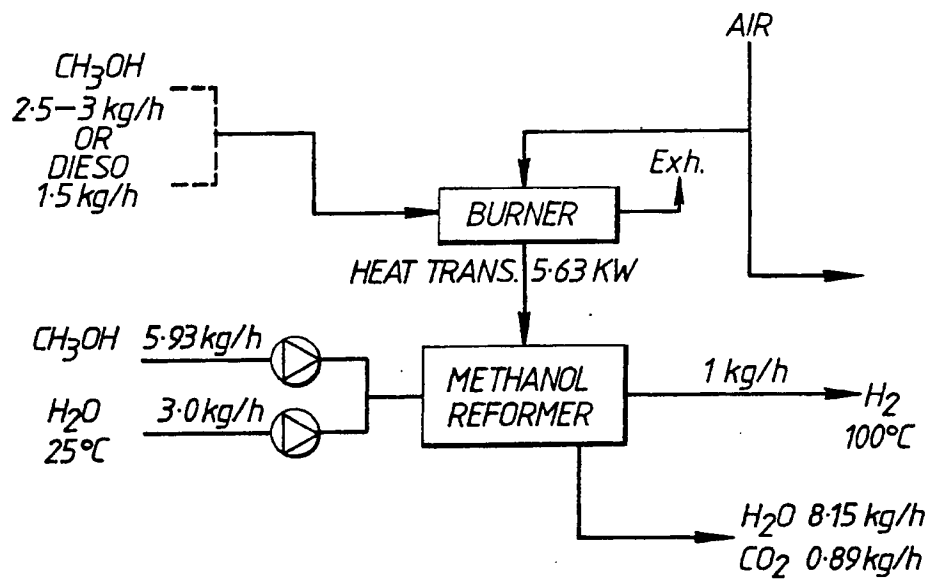 AIR
CH₃OH
2·5–3 kg/h
OR
DIESO
1·5 kg/h
Exh.
BURNER
HEAT TRANS. 5·63 KW
CH₃OH 5·93 kg/h
H₂O 3·0 kg/h
25°C
METHANOL
REFORMER
1 kg/h
H₂
100°C
H₂O 8·15 kg/h
CO₂ 0·89 kg/h